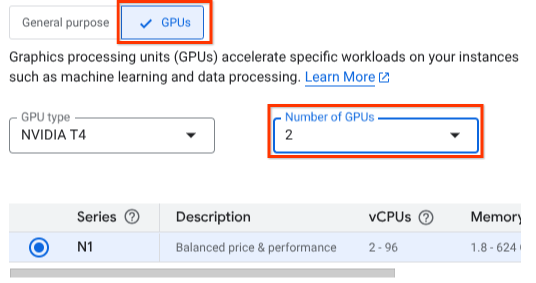 General purpose
GPUs
Graphics processing units (GPUs) accelerate specific workloads on your instances
such as machine learning and data processing. Learn More
GPU type
NVIDIA T4
Number of GPUs
2
Series
Description
vCPUs
Memory
N1
Balanced price & performance
2 - 96
1.8 - 624